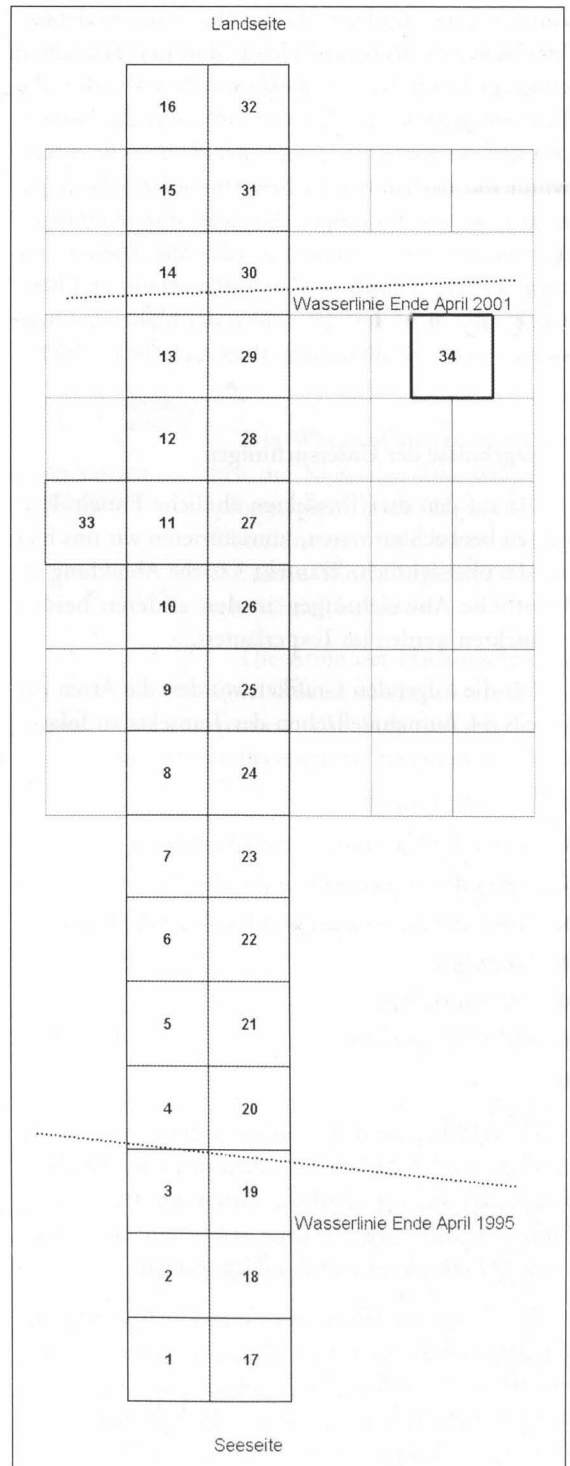 Landseite
16 32
15 31
14 30
Wasserlinie Ende April 2001
13 29 34
12 28
33 11 27
10 26
9 25
8 24
7 23
6 22
5 21
4 20
3 19
Wasserlinie Ende April 1995
2 18
1 17
Seeseite